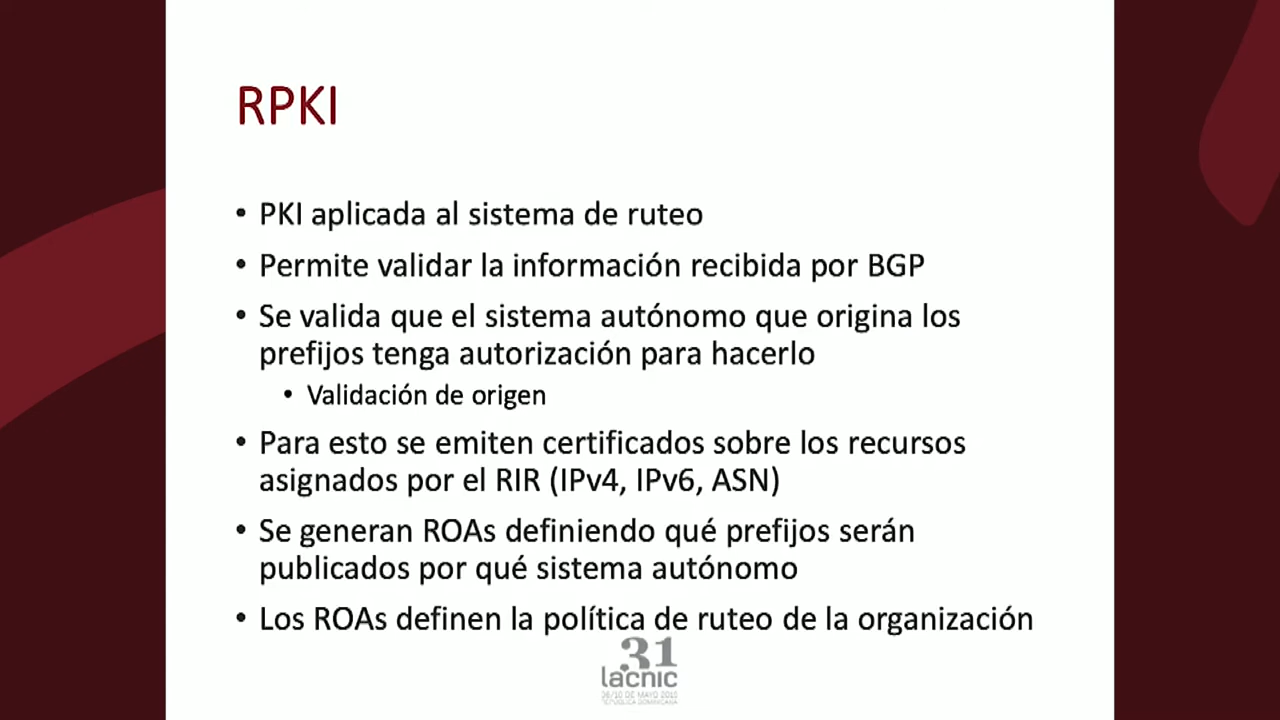 RPKI
• PKI aplicada al sistema de ruteo
• Permite validar la información recibida por BGP
• Se valida que el sistema autónomo que origina los
prefijos tenga autorización para hacerlo
• Validación de origen
• Para esto se emiten certificados sobre los recursos
asignados por el RIR (IPv4, IPv6, ASN)
• Se generan ROAs definiendo qué prefijos serán
publicados por qué sistema autónomo
• Los ROAs definen la política de ruteo de la organización
31
lacnic
DE MAYO
DOMINICANA